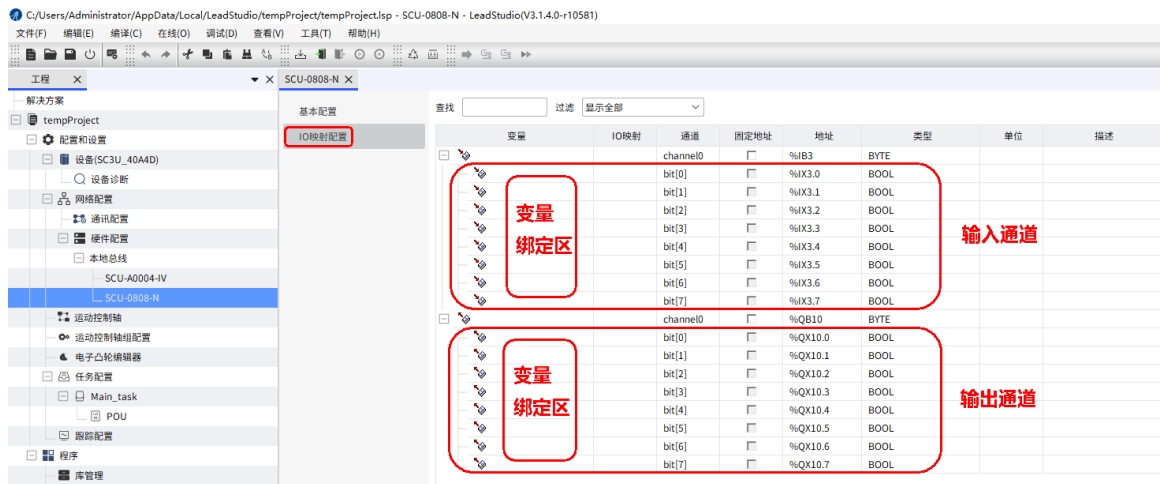 C:/Users/Administrator/AppData/Local/LeadStudio/tempProject/tempProject.lsp - SCU-0808-N - LeadStudio(V3.1.4.0-r10581)
文件(F) 编辑(E) 编译(C) 在线(O) 调试(D) 查看(V) 工具(T) 帮助(H)
工程
SCU-0808-N
解决方案
tempProject
配置和设置
设备(SC3U_40A4D)
设备诊断
网络配置
通讯配置
硬件配置
本地总线
SCU-A0004-IV
SCU-0808-N
运动控制轴
运动控制轴组配置
电子凸轮编辑器
任务配置
Main_task
POU
跟踪配置
程序
库管理
基本配置
IO映射配置
查找 过滤 显示全部
变量 IO映射 通道 固定地址 地址 类型 单位 描述
channel0 %IB3 BYTE
bit[0] %IX3.0 BOOL
bit[1] %IX3.1 BOOL
bit[2] %IX3.2 BOOL
bit[3] %IX3.3 BOOL
bit[4] %IX3.4 BOOL
bit[5] %IX3.5 BOOL
bit[6] %IX3.6 BOOL
bit[7] %IX3.7 BOOL
变量
绑定区
输入通道
channel0 %QB10 BYTE
bit[0] %QX10.0 BOOL
bit[1] %QX10.1 BOOL
bit[2] %QX10.2 BOOL
bit[3] %QX10.3 BOOL
bit[4] %QX10.4 BOOL
bit[5] %QX10.5 BOOL
bit[6] %QX10.6 BOOL
bit[7] %QX10.7 BOOL
变量
绑定区
输出通道